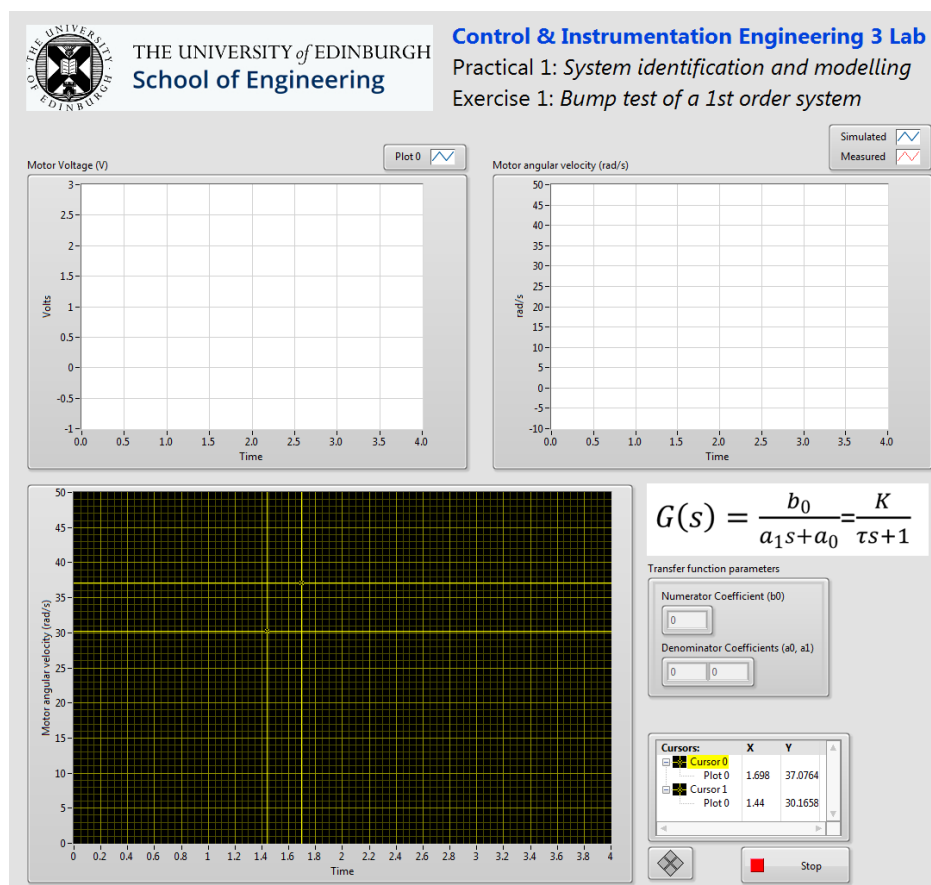 THE UNIVERSITY OF EDINBURGH
THE UNIVERSITY of EDINBURGH
School of Engineering
Control & Instrumentation Engineering 3 Lab
Practical 1: System identification and modelling
Exercise 1: Bump test of a 1st order system
Motor Voltage (V)
Plot 0
3
2.5
2
1.5
1
0.5
0
-0.5
-1
Volts
0.0 0.5 1.0 1.5 2.0 2.5 3.0 3.5 4.0
Time
Simulated
Measured
Motor angular velocity (rad/s)
50
45
40
35
30
25
20
15
10
5
0
-5
-10
rad/s
0.0 0.5 1.0 1.5 2.0 2.5 3.0 3.5 4.0
Time
50
45
40
35
30
25
20
15
10
5
0
Motor angular velocity (rad/s)
0 0.2 0.4 0.6 0.8 1 1.2 1.4 1.6 1.8 2 2.2 2.4 2.6 2.8 3 3.2 3.4 3.6 3.8 4
Time
G(s) = b₀/(a₁s+a₀) = K/(τs+1)
Transfer function parameters
Numerator Coefficient (b0)
0
Denominator Coefficients (a0, a1)
0 0
Cursors: X Y
Cursor 0
Plot 0 1.698 37.0764
Cursor 1
Plot 0 1.44 30.1658
Stop